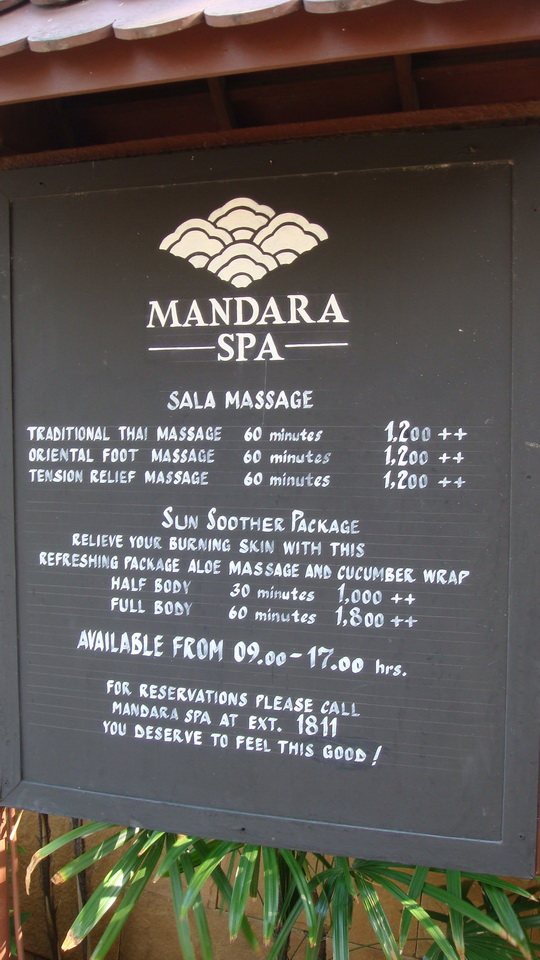 MANDARA
SPA
SALA MASSAGE
TRADITIONAL THAI MASSAGE 60 minutes 1,200 ++
ORIENTAL FOOT MASSAGE 60 minutes 1,200 ++
TENSION RELIEF MASSAGE 60 minutes 1,200 ++
SUN SOOTHER PACKAGE
RELIEVE YOUR BURNING SKIN WITH THIS
REFRESHING PACKAGE ALOE MASSAGE AND CUCUMBER WRAP
HALF BODY 30 minutes 1,000 ++
FULL BODY 60 minutes 1,800 ++
AVAILABLE FROM 09.00-17.00 hrs.
FOR RESERVATIONS PLEASE CALL
MANDARA SPA AT EXT. 1811
YOU DESERVE TO FEEL THIS GOOD!